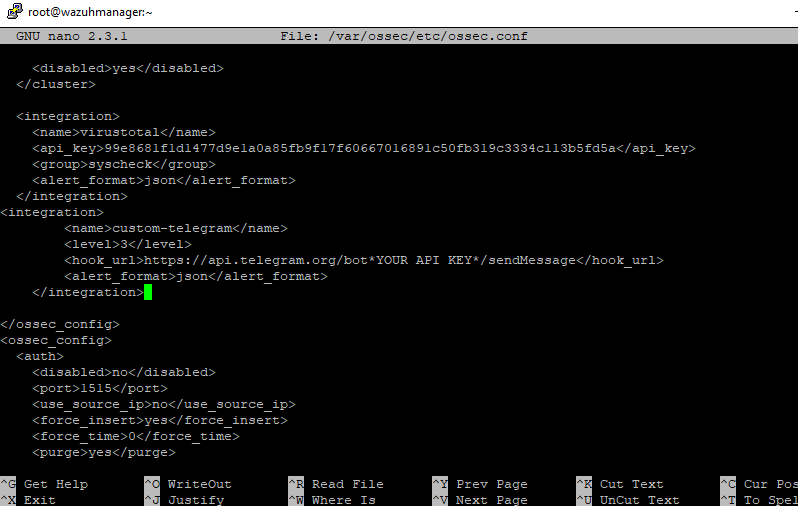 root@wazuhmanager:~
GNU nano 2.3.1 File: /var/ossec/etc/ossec.conf
<disabled>yes</disabled>
</cluster>
<integration>
<name>virustotal</name>
<api_key>99e8681f1d1477d9e1a0a85fb9f17f60667016891c50fb319c3334c113b5fd5a</api_key>
<group>syscheck</group>
<alert_format>json</alert_format>
</integration>
<integration>
<name>custom-telegram</name>
<level>3</level>
<hook_url>https://api.telegram.org/bot*YOUR API KEY*/sendMessage</hook_url>
<alert_format>json</alert_format>
</integration>
</ossec_config>
<ossec_config>
<auth>
<disabled>no</disabled>
<port>1515</port>
<use_source_ip>no</use_source_ip>
<force_insert>yes</force_insert>
<force_time>0</force_time>
<purge>yes</purge>
^G Get Help ^O WriteOut ^R Read File ^Y Prev Page ^K Cut Text ^C Cur Pos
^X Exit ^J Justify ^W Where Is ^V Next Page ^U UnCut Text ^T To Spel